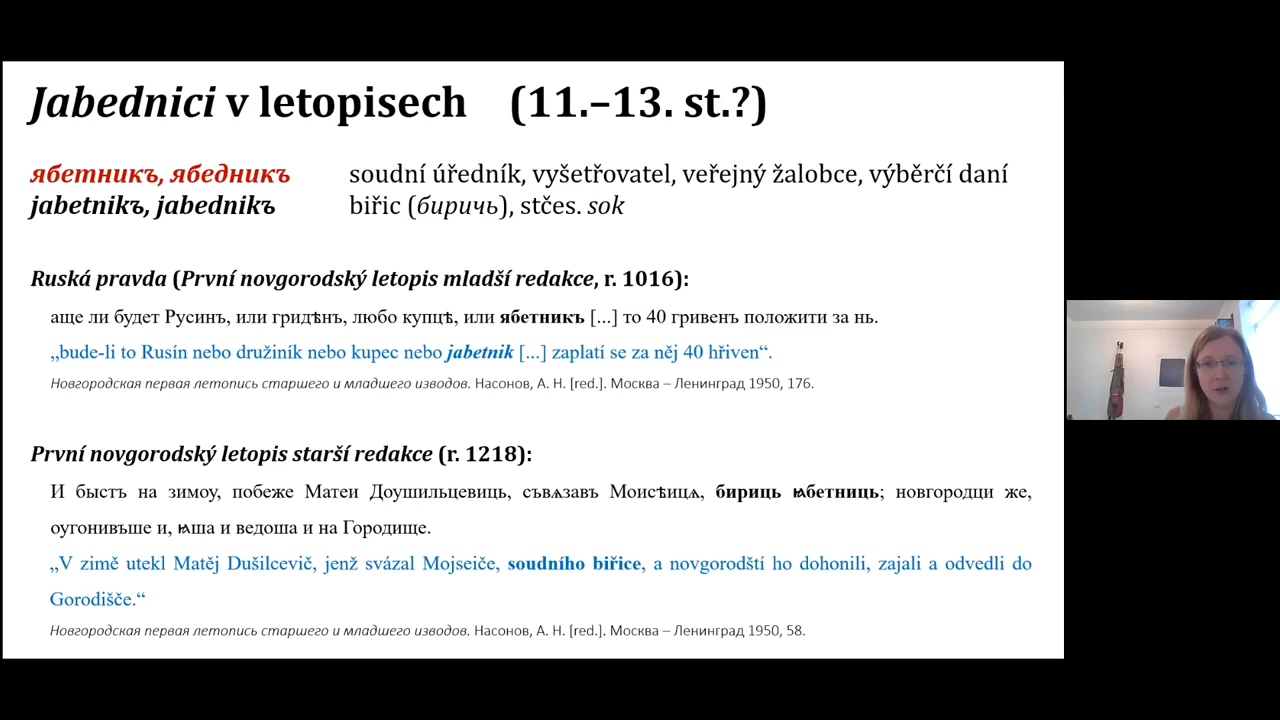 Jabednici v letopisech (11.–13. st.?)
ябетникъ, ябедникъ soudní úředník, vyšetřovatel, veřejný žalobce, výběrčí daní
jabetnikъ, jabednikъ biřic (биричь), stčes. sok
Ruská pravda (První novgorodský letopis mladší redakce, r. 1016):
аще ли будет Русинъ, или гридѣнъ, любо купцѣ, или ябетникъ [...] то 40 гривенъ положити за нь.
„bude-li to Rusín nebo družiník nebo kupec nebo jabetnik [...] zaplatí se za něj 40 hřiven“.
Новгородская первая летопись старшего и младшего изводов. Насонов, А. Н. [red.]. Москва – Ленинград 1950, 176.
První novgorodský letopis starší redakce (r. 1218):
И бысть на зимоу, побеже Матеи Доушильцевиць, съвѧзавъ Моисѣицѧ, бириць ꙗбетниць; новгородци же,
оугонивъше и, ꙗша и ведоша и на Городище.
„V zimě utekl Matěj Dušilcevič, jenž svázal Mojseiče, soudního biřice, a novgorodští ho dohonili, zajali a odvedli do
Gorodišče.“
Новгородская первая летопись старшего и младшего изводов. Насонов, А. Н. [red.]. Москва – Ленинград 1950, 58.